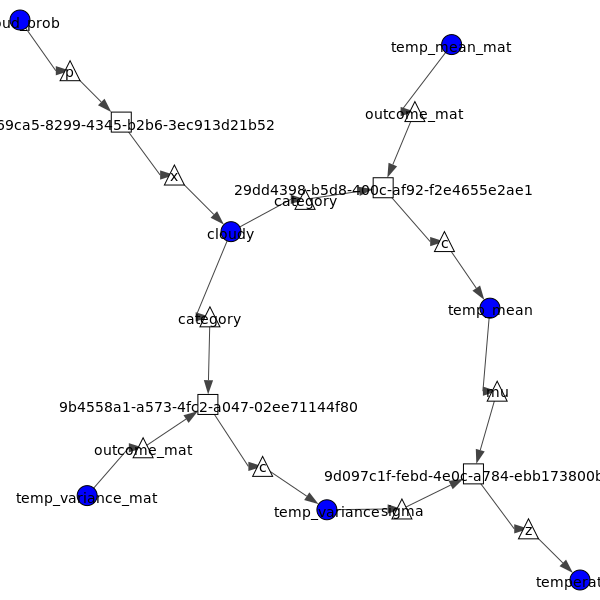 oud_prob
temp_mean_mat
p
outcome_mat
59ca5-8299-4345-b2b6-3ec913d21b52
x
29dd4398-b5d8-400c-af92-f2e4655e2ae1
category
cloudy
c
temp_mean
category
mu
9b4558a1-a573-4fc2-a047-02ee71144f80
outcome_mat
c
9d097c1f-febd-4e0c-a784-ebb173800b
temp_variance_mat
temp_variance
sigma
z
temperat